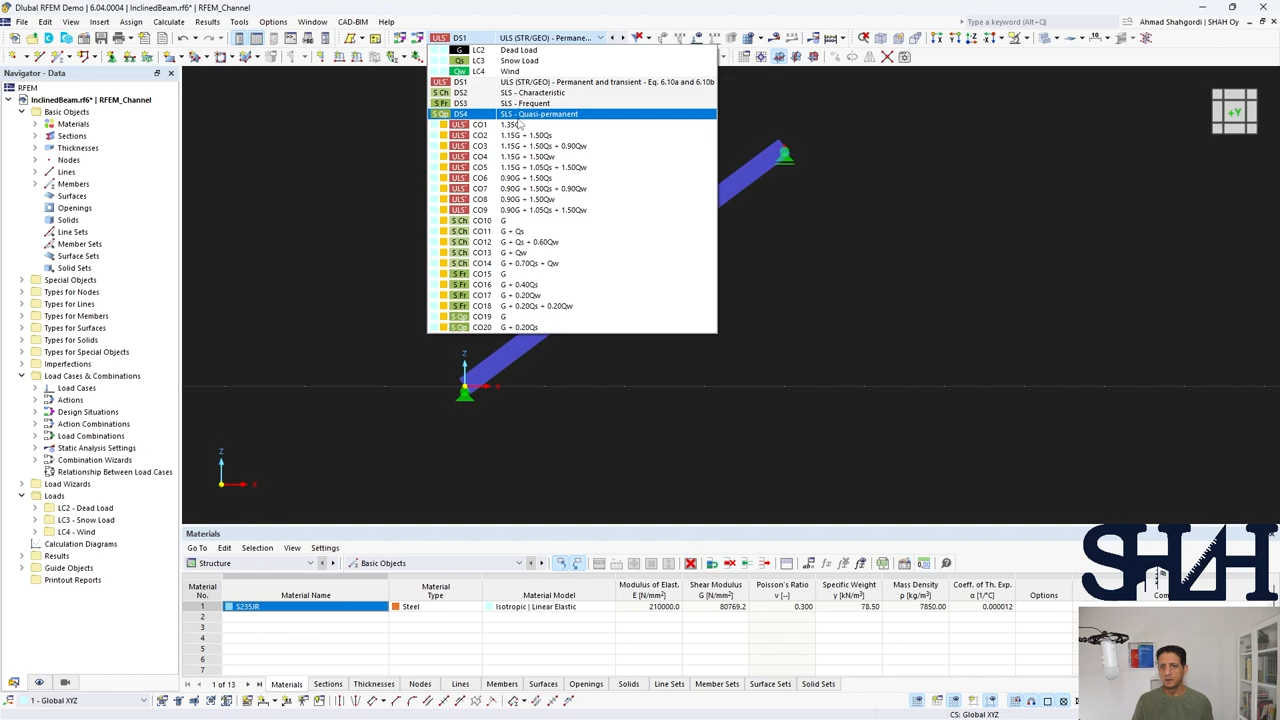 Dlubal RFEM Demo | 6.04.0004 | InclinedBeam.rf6* | RFEM_Channel
File Edit View Insert Assign Calculate Results Tools Options Window CAD-BIM Help
Type a keyword (Alt+Q)
Ahmad Shahgordi | SHAH Oy
ULS DS1 ULS (STR/GEO) - Permane...
Navigator - Data
RFEM
InclinedBeam.rf6* | RFEM_Channel
Basic Objects
Materials
Sections
Thicknesses
Nodes
Lines
Members
Surfaces
Openings
Solids
Line Sets
Member Sets
Surface Sets
Solid Sets
Special Objects
Types for Nodes
Types for Lines
Types for Members
Types for Surfaces
Types for Solids
Types for Special Objects
Imperfections
Load Cases & Combinations
Load Cases
Actions
Design Situations
Action Combinations
Load Combinations
Static Analysis Settings
Combination Wizards
Relationship Between Load Cases
Load Wizards
Loads
LC2 - Dead Load
LC3 - Snow Load
LC4 - Wind
Calculation Diagrams
Results
Guide Objects
Printout Reports
G LC2 Dead Load
Qs LC3 Snow Load
Qw LC4 Wind
ULS DS1 ULS (STR/GEO) - Permanent and transient - Eq. 6.10a and 6.10b
S Ch DS2 SLS - Characteristic
S Fr DS3 SLS - Frequent
S Qp DS4 SLS - Quasi-permanent
ULS CO1 1.35G
ULS CO2 1.15G + 1.50Qs
ULS CO3 1.15G + 1.50Qs + 0.90Qw
ULS CO4 1.15G + 1.50Qw
ULS CO5 1.15G + 1.05Qs + 1.50Qw
ULS CO6 0.90G + 1.50Qs
ULS CO7 0.90G + 1.50Qs + 0.90Qw
ULS CO8 0.90G + 1.50Qw
ULS CO9 0.90G + 1.05Qs + 1.50Qw
S Ch CO10 G
S Ch CO11 G + Qs
S Ch CO12 G + Qs + 0.60Qw
S Ch CO13 G + Qw
S Ch CO14 G + 0.70Qs + Qw
S Fr CO15 G
S Fr CO16 G + 0.40Qs
S Fr CO17 G + 0.20Qw
S Fr CO18 G + 0.20Qs + 0.20Qw
S Qp CO19 G
S Qp CO20 G + 0.20Qs
+Y
Z
X
Z
X
Materials
Go To Edit Selection View Settings
Structure Basic Objects
Material No. Material Name Material Type Material Model Modulus of Elast. E [N/mm²] Shear Modulus G [N/mm²] Poisson's Ratio ν [--] Specific Weight γ [kN/m³] Mass Density ρ [kg/m³] Coeff. of Th. Exp. α [1/°C] Options
1 S235JR Steel Isotropic | Linear Elastic 210000.0 80769.2 0.300 78.50 7850.00 0.000012
2
3
4
5
6
7
SHAH
1 of 13 Materials Sections Thicknesses Nodes Lines Members Surfaces Openings Solids Line Sets Member Sets Surface Sets Solid Sets
1 - Global XYZ
CS: Global XYZ